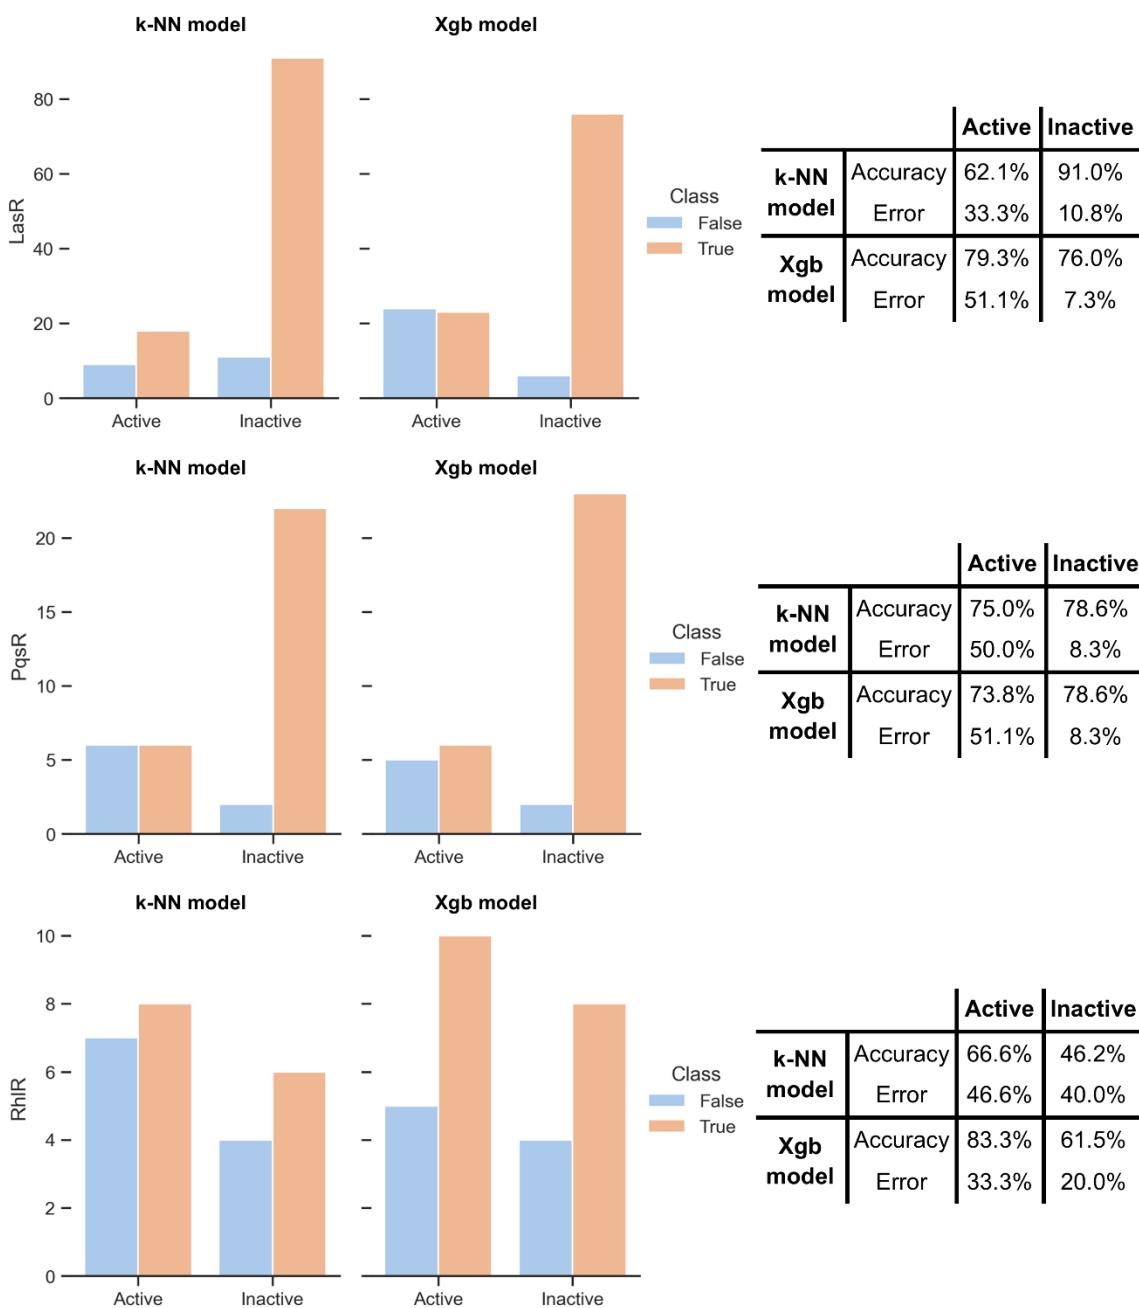 k-NN model
Xgb model
LasR
80
60
40
20
0
Active
Inactive
Active
Inactive
Class
False
True
Active Inactive
k-NN model Accuracy 62.1% 91.0%
Error 33.3% 10.8%
Xgb model Accuracy 79.3% 76.0%
Error 51.1% 7.3%
k-NN model
Xgb model
PqsR
20
15
10
5
0
Active
Inactive
Active
Inactive
Class
False
True
Active Inactive
k-NN model Accuracy 75.0% 78.6%
Error 50.0% 8.3%
Xgb model Accuracy 73.8% 78.6%
Error 51.1% 8.3%
k-NN model
Xgb model
RhlR
10
8
6
4
2
0
Active
Inactive
Active
Inactive
Class
False
True
Active Inactive
k-NN model Accuracy 66.6% 46.2%
Error 46.6% 40.0%
Xgb model Accuracy 83.3% 61.5%
Error 33.3% 20.0%